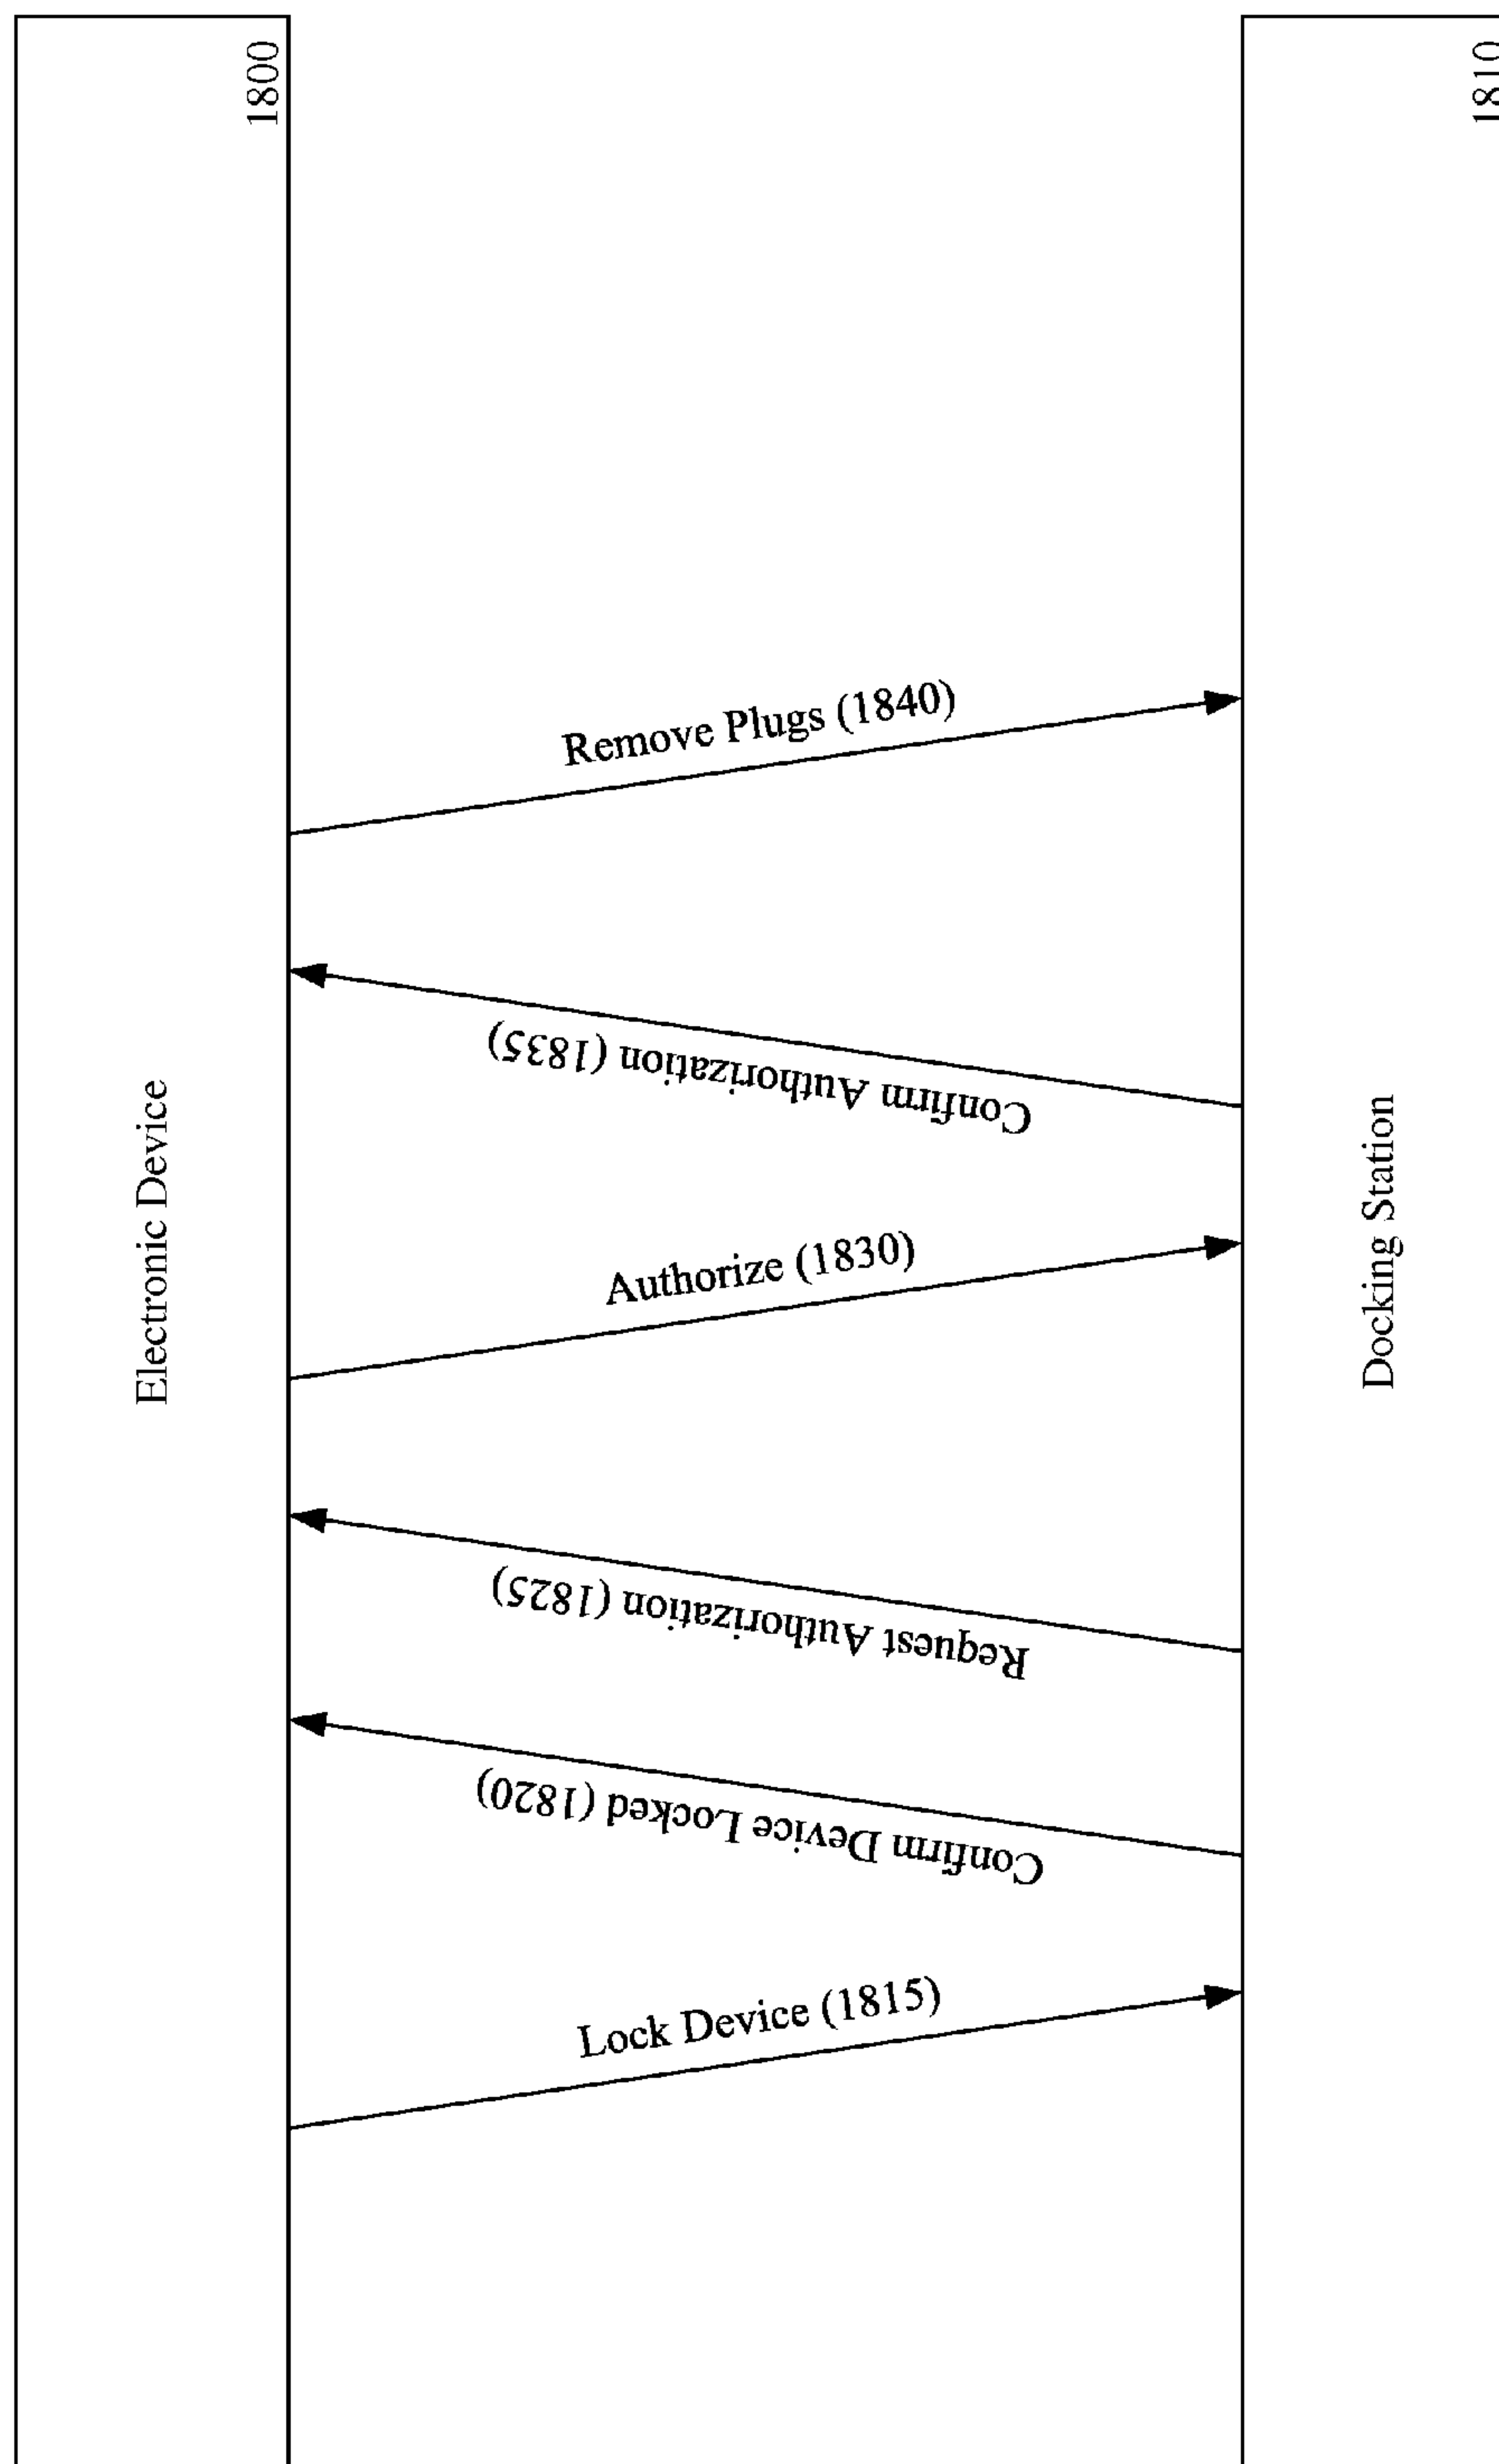 Electronic Device
1800
Docking Station
1810
Lock Device (1815)
Confirm Device Locked (1820)
Request Authorization (1825)
Authorize (1830)
Confirm Authorization (1835)
Remove Plugs (1840)